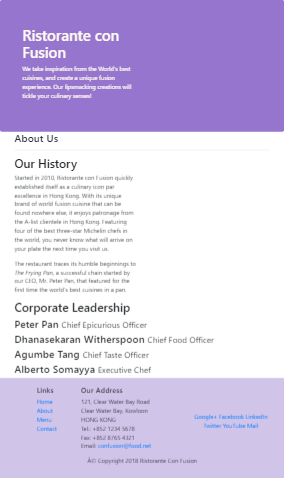 Ristorante con
Fusion
We take inspiration from the World's best
cuisines, and create a unique fusion
experience. Our lipsmacking creations will
tickle your culinary senses!
About Us
Our History
Started in 2010, Ristorante con Fusion quickly
established itself as a culinary icon par
excellence in Hong Kong. With its unique
brand of world fusion cuisine that can be
found nowhere else, it enjoys patronage from
the A-list clientele in Hong Kong. Featuring
four of the best three-star Michelin chefs in
the world, you never know what will arrive on
your plate the next time you visit us.
The restaurant traces its humble beginnings to
The Frying Pan, a successful chain started by
our CEO, Mr. Peter Pan, that featured for the
first time the world's best cuisines in a pan.
Corporate Leadership
Peter Pan Chief Epicurious Officer
Dhanasekaran Witherspoon Chief Food Officer
Agumbe Tang Chief Taste Officer
Alberto Somayya Executive Chef
Links
Home
About
Menu
Contact
Our Address
121, Clear Water Bay Road
Clear Water Bay, Kowloon
HONG KONG
Tel.: +852 1234 5678
Fax: +852 8765 4321
Email: confusion@food.net
Google+ Facebook LinkedIn
Twitter YouTube Mail
Â© Copyright 2018 Ristorante Con Fusion